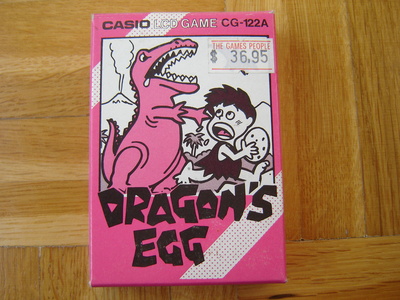 CASIO LCD GAME CG-122A
THE GAMES PEOPLE
$ 36.95
DRAGON'S
EGG